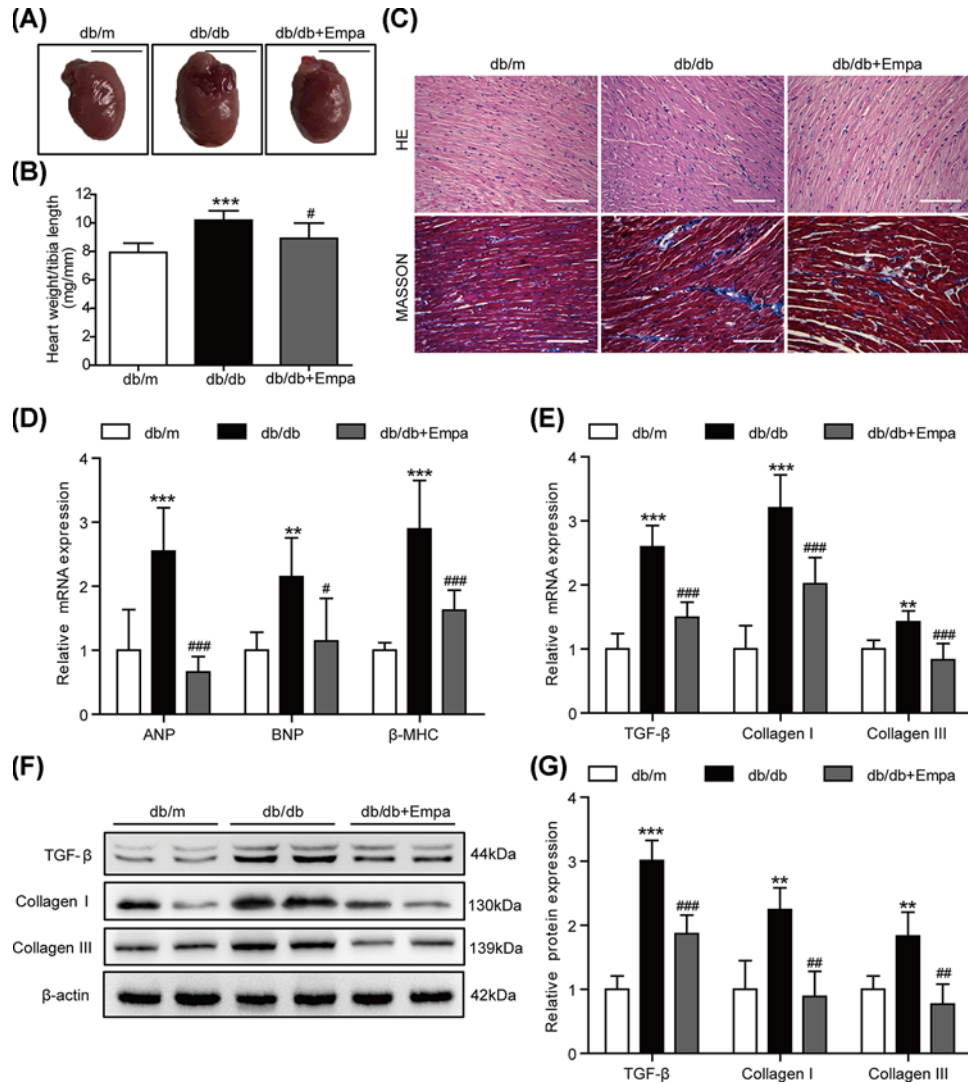 (A)
db/m db/db db/db+Empa
(B)
Heart weight/tibia length
(mg/mm)
12
10
8
6
4
2
0
*** #
db/m db/db db/db+Empa
(C)
db/m db/db db/db+Empa
HE
MASSON
(D)
db/m db/db db/db+Empa
Relative mRNA expression
4
3
2
1
0
*** ### ** # *** ###
ANP BNP β-MHC
(E)
db/m db/db db/db+Empa
Relative mRNA expression
4
3
2
1
0
*** ### *** ### ** ###
TGF-β Collagen I Collagen III
(F)
db/m db/db db/db+Empa
TGF-β 44kDa
Collagen I 130kDa
Collagen III 139kDa
β-actin 42kDa
(G)
db/m db/db db/db+Empa
Relative protein expression
4
3
2
1
0
*** ### ** ## ** ##
TGF-β Collagen I Collagen III